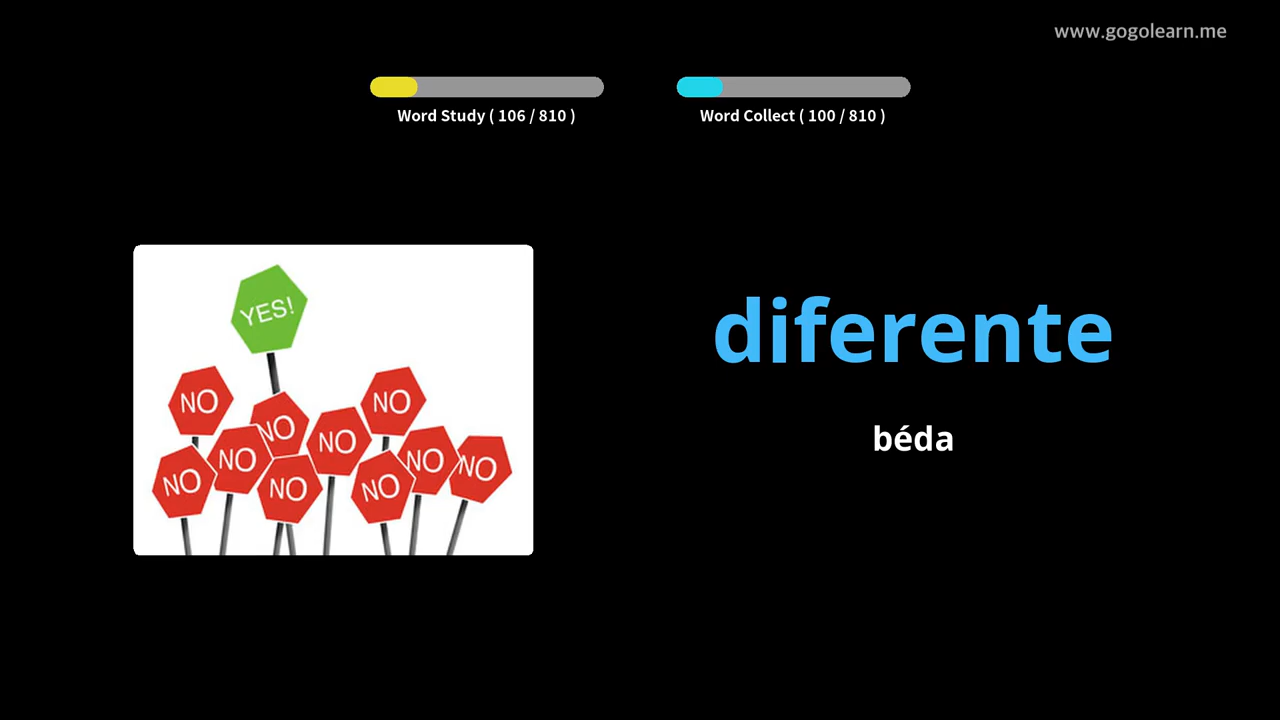 www.gogolearn.me
Word Study ( 106 / 810 )
Word Collect ( 100 / 810 )
YES!
NO
NO
NO
NO
NO
NO
NO
NO
NO
NO
diferente
béda